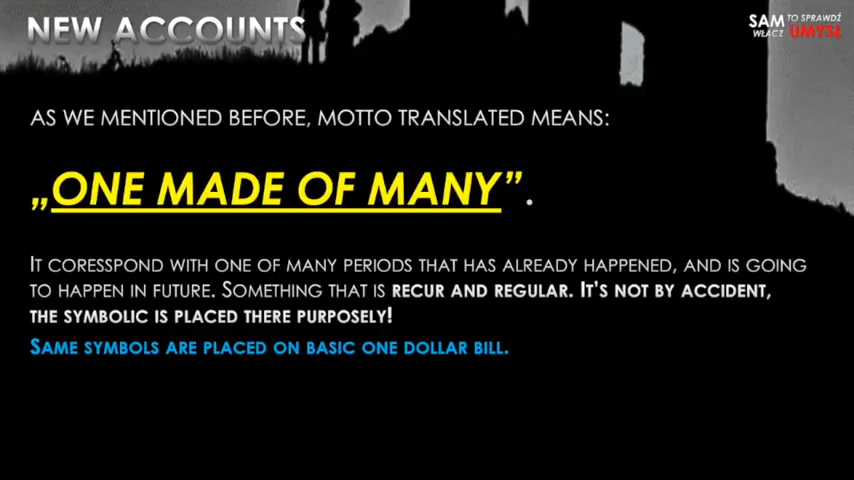 NEW ACCOUNTS
SAM TO SPRAWDŹ
WŁĄCZ UMYSŁ
AS WE MENTIONED BEFORE, MOTTO TRANSLATED MEANS:
„ONE MADE OF MANY”.
IT CORESSPOND WITH ONE OF MANY PERIODS THAT HAS ALREADY HAPPENED, AND IS GOING
TO HAPPEN IN FUTURE. SOMETHING THAT IS RECUR AND REGULAR. IT'S NOT BY ACCIDENT,
THE SYMBOLIC IS PLACED THERE PURPOSELY!
SAME SYMBOLS ARE PLACED ON BASIC ONE DOLLAR BILL.